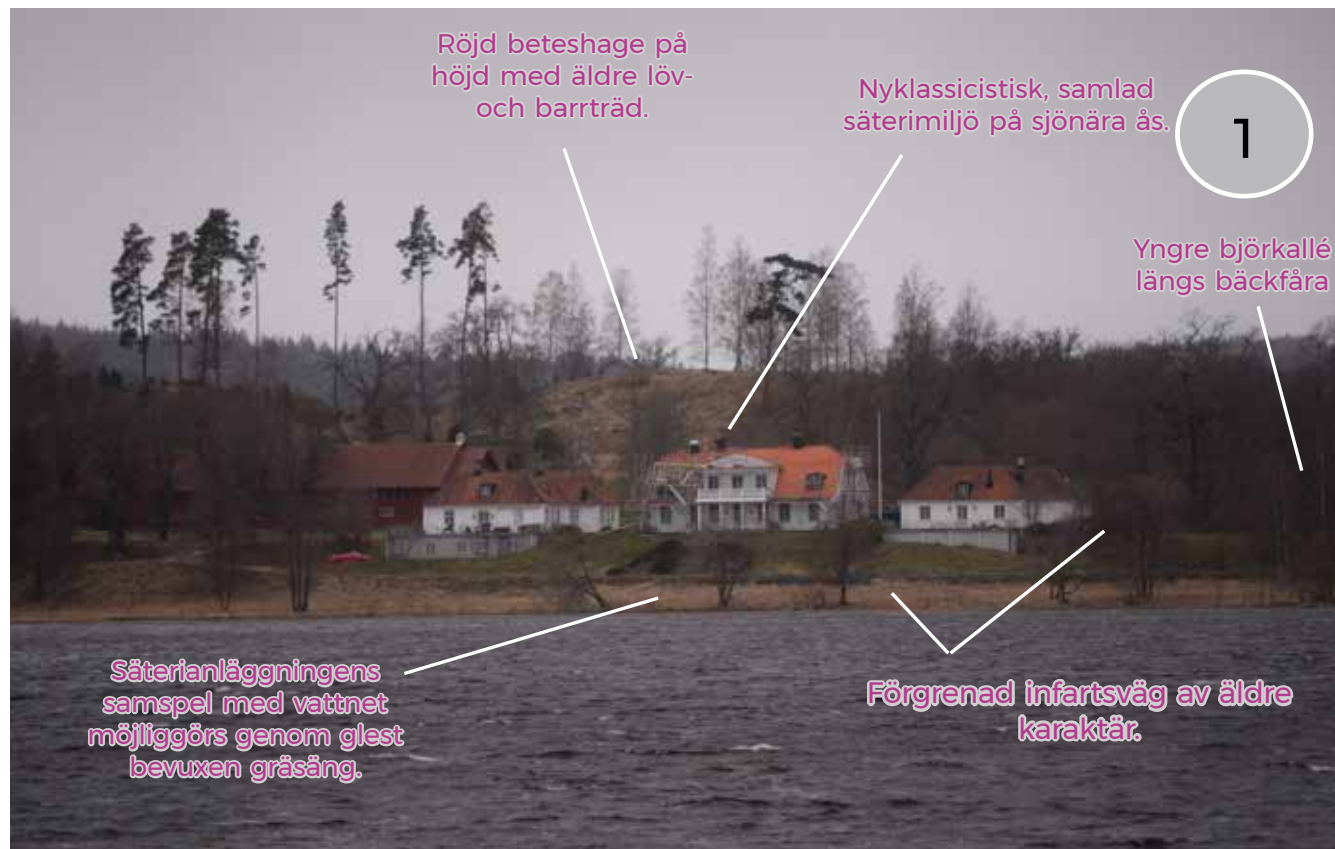 Röjd beteshage på
höjd med äldre löv-
och barrträd.
Nyklassicistisk, samlad
säterimiljö på sjönära ås.
1
Yngre björkallé
längs bäckfåra
Säterianläggningens
samspel med vattnet
möjliggörs genom glest
bevuxen gräsäng.
Förgrenad infartsväg av äldre
karaktär.